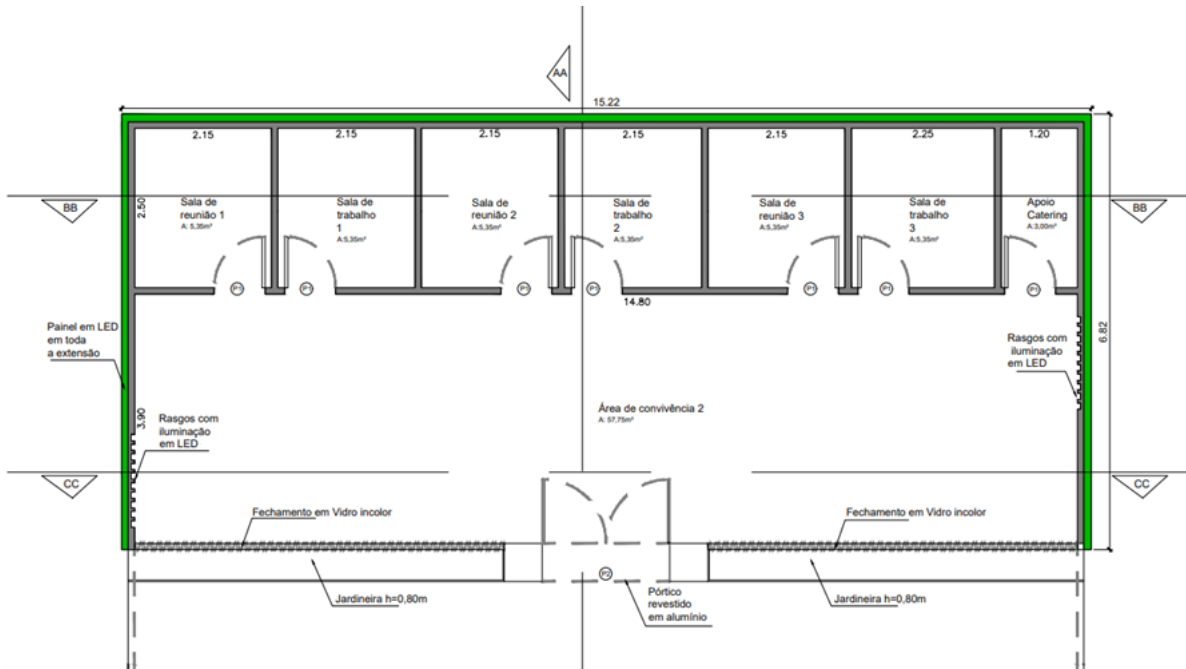 AA
15.22
2.15
2.15
2.15
2.15
2.15
2.25
1.20
BB
2.50
Sala de
reunião 1
A: 5,35m²
Sala de
trabalho
1
A:5,35m²
Sala de
reunião 2
A:5,35m²
Sala de
trabalho
2
A:5,35m²
Sala de
reunião 3
A:5,35m²
Sala de
trabalho
3
A:5,35m²
Apoio
Catering
A:3,00m²
BB
P1
P1
P1
P1
P1
P1
P1
14.80
6.82
Painel em LED
em toda
a extensão
Rasgos com
iluminação
em LED
3.90
Rasgos com
iluminação
em LED
Área de convivência 2
A: 57,75m²
CC
CC
Fechamento em Vidro incolor
Fechamento em Vidro incolor
P2
Jardineira h=0,80m
Pórtico
revestido
em alumínio
Jardineira h=0,80m